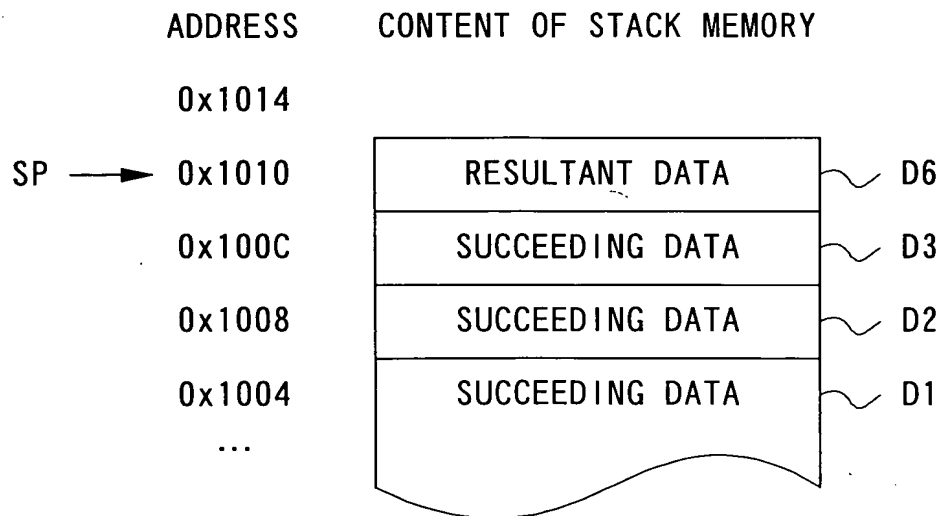 ADDRESS CONTENT OF STACK MEMORY
0x1014
SP 0x1010 RESULTANT DATA D6
0x100C SUCCEEDING DATA D3
0x1008 SUCCEEDING DATA D2
0x1004 SUCCEEDING DATA D1
...